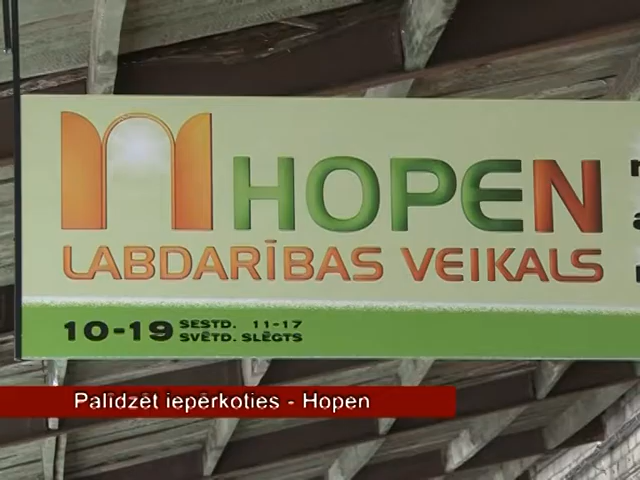 HOPEN
LABDARĪBAS VEIKALS
10-19 SESTD. 11-17
SVĒTD. SLĒGTS
Palīdzēt iepērkoties - Hopen